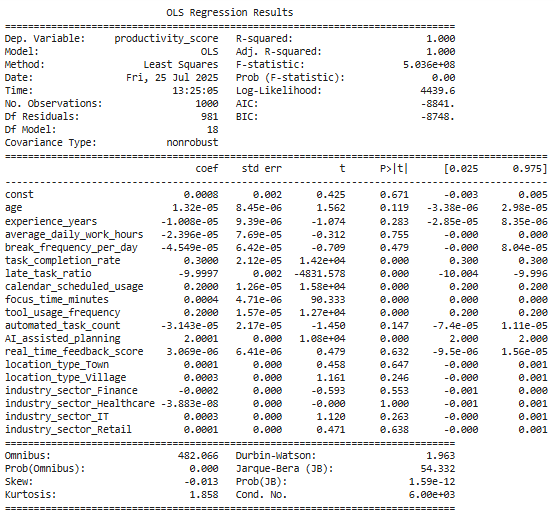 OLS Regression Results
==============================================================================
Dep. Variable:     productivity_score   R-squared:                       1.000
Model:                            OLS   Adj. R-squared:                  1.000
Method:                 Least Squares   F-statistic:                 5.036e+08
Date:                Fri, 25 Jul 2025   Prob (F-statistic):               0.00
Time:                        13:25:05   Log-Likelihood:                 4439.6
No. Observations:                1000   AIC:                            -8841.
Df Residuals:                     981   BIC:                            -8748.
Df Model:                          18
Covariance Type:            nonrobust
==============================================================================
coef    std err          t      P>|t|      [0.025      0.975]
------------------------------------------------------------------------------
const                          0.0008      0.002      0.425      0.671      -0.003       0.005
age                          1.32e-05   8.45e-06      1.562      0.119   -3.38e-06    2.98e-05
experience_years           -1.008e-05   9.39e-06     -1.074      0.283   -2.85e-05    8.35e-06
average_daily_work_hours   -2.396e-05   7.69e-05     -0.312      0.755      -0.000       0.000
break_frequency_per_day    -4.549e-05   6.42e-05     -0.709      0.479      -0.000    8.04e-05
task_completion_rate           0.3000   2.12e-05   1.42e+04      0.000       0.300       0.300
late_task_ratio               -9.9997      0.002  -4831.578      0.000     -10.004      -9.996
calendar_scheduled_usage       0.2000   1.26e-05   1.58e+04      0.000       0.200       0.200
focus_time_minutes             0.0004   4.71e-06     90.333      0.000       0.000       0.000
tool_usage_frequency           0.2000   1.57e-05   1.27e+04      0.000       0.200       0.200
automated_task_count       -3.143e-05   2.17e-05     -1.450      0.147    -7.4e-05    1.11e-05
AI_assisted_planning           2.0001      0.000   1.08e+04      0.000       2.000       2.000
real_time_feedback_score    3.069e-06   6.41e-06      0.479      0.632    -9.5e-06    1.56e-05
location_type_Town             0.0001      0.000      0.458      0.647      -0.000       0.001
location_type_Village          0.0003      0.000      1.161      0.246      -0.000       0.001
industry_sector_Finance       -0.0002      0.000     -0.593      0.553      -0.001       0.000
industry_sector_Healthcare -3.883e-08      0.000     -0.000      1.000      -0.001       0.001
industry_sector_IT             0.0003      0.000      1.120      0.263      -0.000       0.001
industry_sector_Retail         0.0001      0.000      0.471      0.638      -0.000       0.001
==============================================================================
Omnibus:                      482.066   Durbin-Watson:                   1.963
Prob(Omnibus):                  0.000   Jarque-Bera (JB):               54.332
Skew:                          -0.013   Prob(JB):                     1.59e-12
Kurtosis:                       1.858   Cond. No.                     6.00e+03
==============================================================================